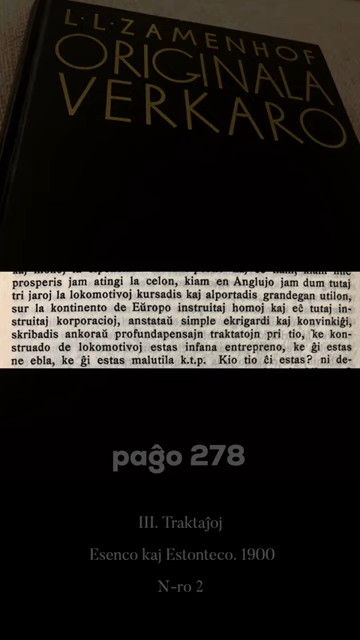 L·L·ZAMENHOF
ORIGINALA
VERKARO
prosperis jam atingi la celon, kiam en Anglujo jam dum tutaj
tri jaroj la lokomotivoj kursadis kaj alportadis grandegan utilon,
sur la kontinento de Eŭropo instruitaj homoj kaj eĉ tutaj in-
struitaj korporacioj, anstataŭ simple ekrigardi kaj konvinkiĝi,
skribadis ankoraŭ profundapensajn traktatojn pri tio, ke kon-
struado de lokomotivoj estas infana entrepreno, ke ĝi estas
ne ebla, ke ĝi estas malutila k.t.p. Kio tio ĉi estas? ni de-
paĝo 278
III. Traktaĵoj
Esenco kaj Estonteco. 1900
N-ro 2